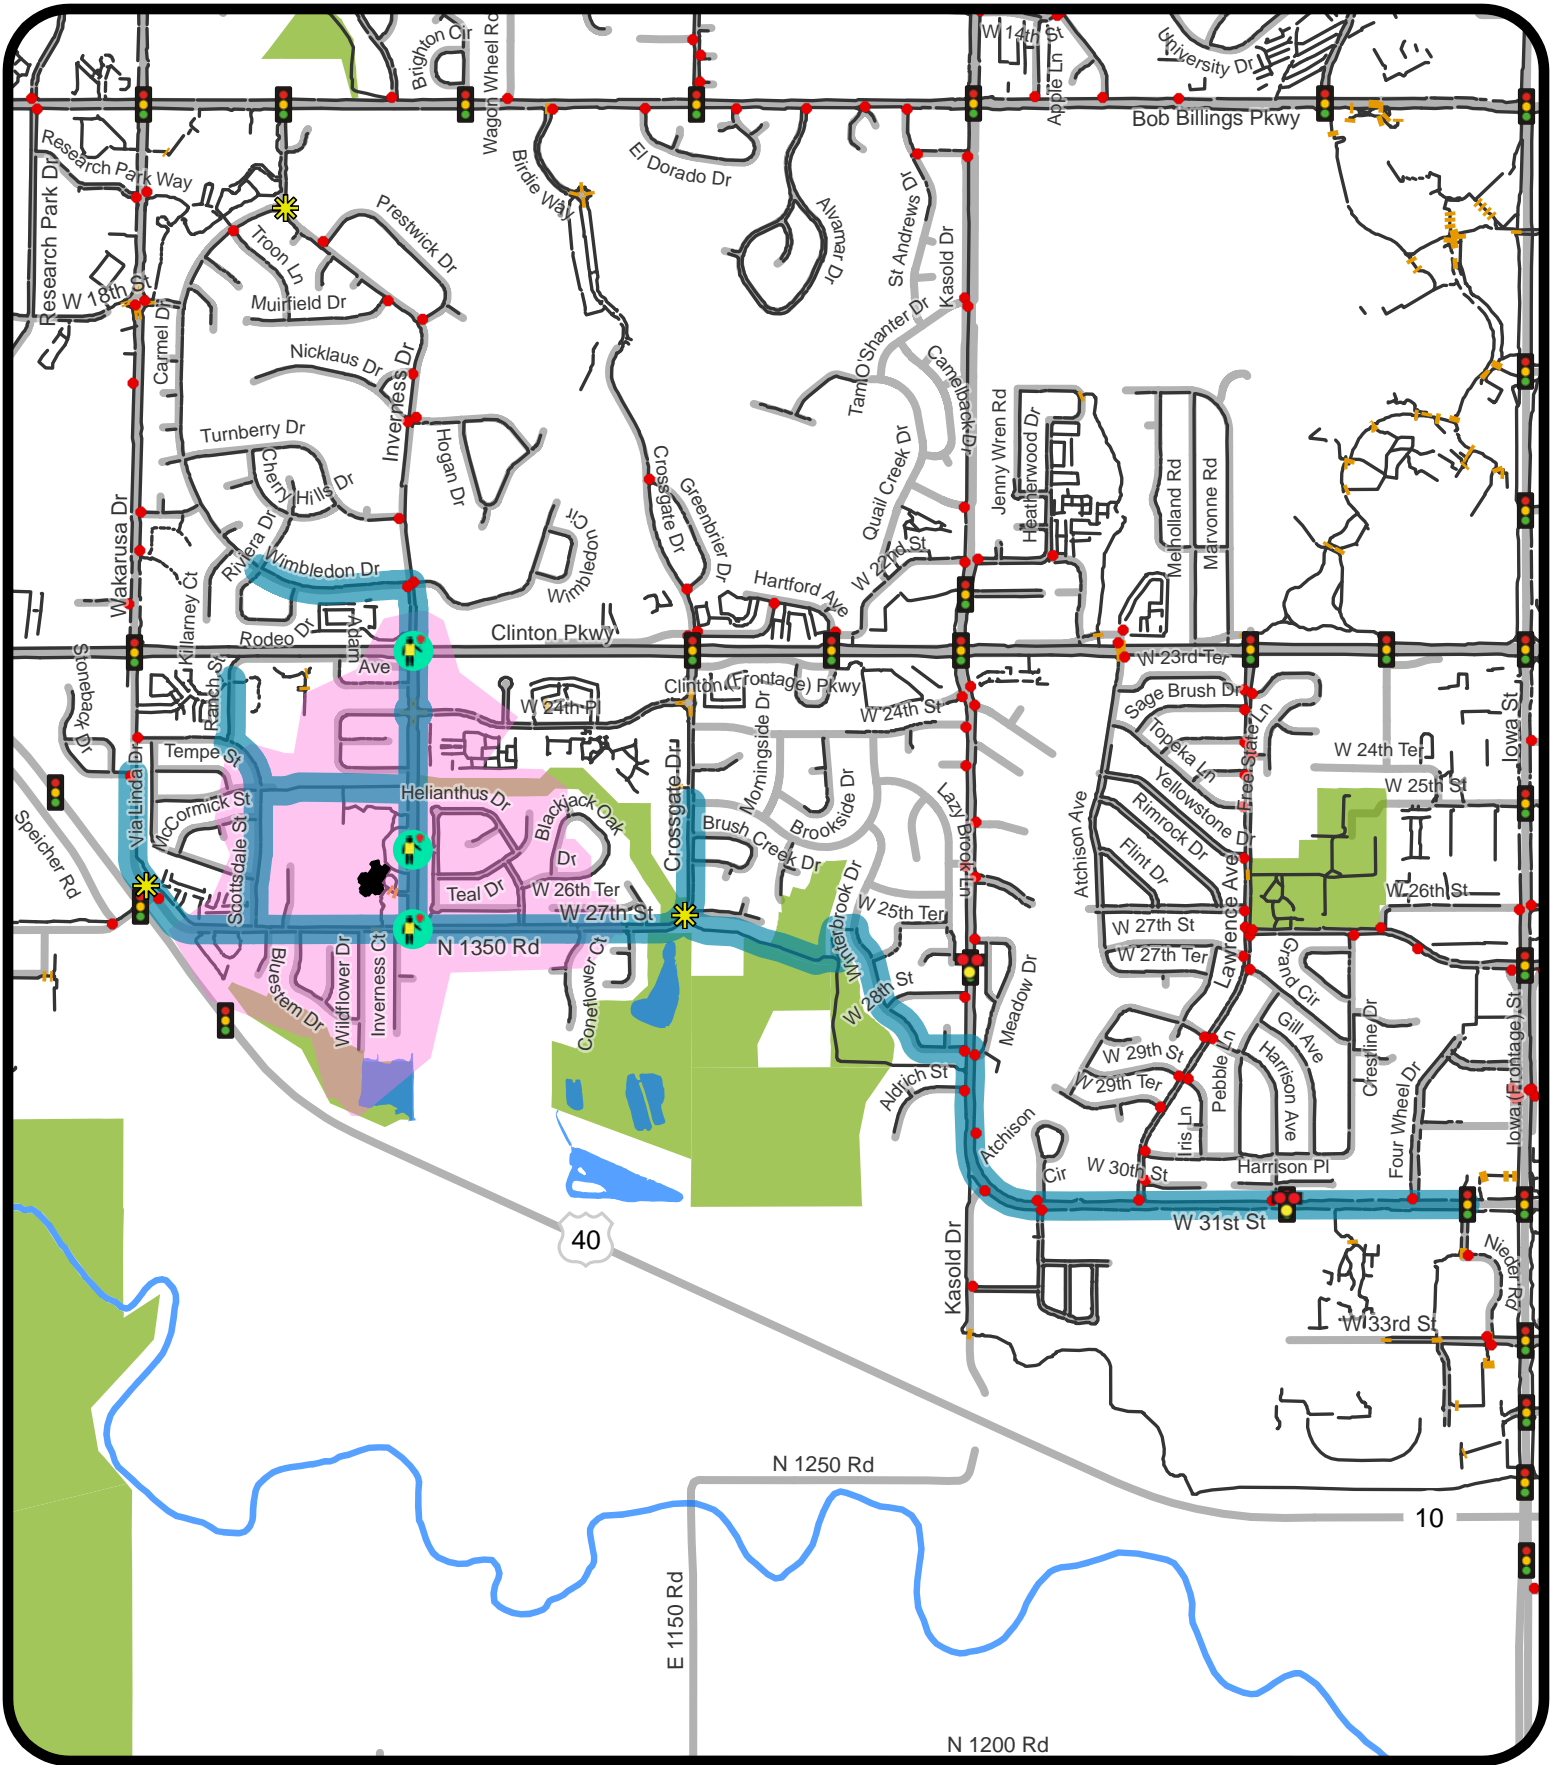 W 14th St
University Dr
Brighton Cir
Wagon Wheel Rd
Apple Ln
Bob Billings Pkwy
Research Park Way
Research Park Dr
Birdie Way
El Dorado Dr
Prestwick Dr
Troon Ln
Alvamar Dr
St Andrews Dr
Kasold Dr
W 18th St
Muirfield Dr
Carmel Dr
Nicklaus Dr
Inverness Dr
Tam O'Shanter Dr
Camelback Dr
Jenny Wren Rd
Heatherwood Dr
Turnberry Dr
Hogan Dr
Cherry Hills Dr
Crossgate Dr
Greenbrier Dr
Quail Creek Dr
Melholland Rd
Marvonne Rd
Wakarusa Dr
Riviera Dr
Wimbledon Dr
Wimbledon Cir
W 22nd St
Hartford Ave
Killarney Ct
Rodeo Dr
Adam
Ave
Clinton Pkwy
Stoneback Dr
Ranch St
Clinton (Frontage) Pkwy
W 23rd Ter
W 24th Pl
W 24th St
Sage Brush Dr
Topeka Ln
Free State Ln
Iowa St
Tempe St
Morningside Dr
W 24th Ter
W 25th St
Via Linda Dr
McCormick St
Helianthus Dr
Blackjack Oak
Dr
Crossgate Dr
Brush Creek Dr
Brookside Dr
Lazy Brook Ln
Atchison Ave
Yellowstone Dr
Rimrock Dr
Flint Dr
Speicher Rd
Scottsdale St
Teal Dr
W 26th Ter
W 27th St
N 1350 Rd
Winterbrook Dr
W 25th Ter
W 26th St
W 27th St
W 27th Ter
Lawrence Ave
Grand Cir
Bluestem Dr
Wildflower Dr
Inverness Ct
Coneflower Ct
W 28th St
Meadow Dr
Gill Ave
Crestline Dr
Iowa (Frontage) St
W 29th St
W 29th Ter
Pebble Ln
Harrison Ave
Aldrich St
Atchison
Cir
Iris Ln
Four Wheel Dr
W 30th St
Harrison Pl
W 31st St
40
Kasold Dr
Nieder Rd
W 33rd St
N 1250 Rd
10
E 1150 Rd
N 1200 Rd